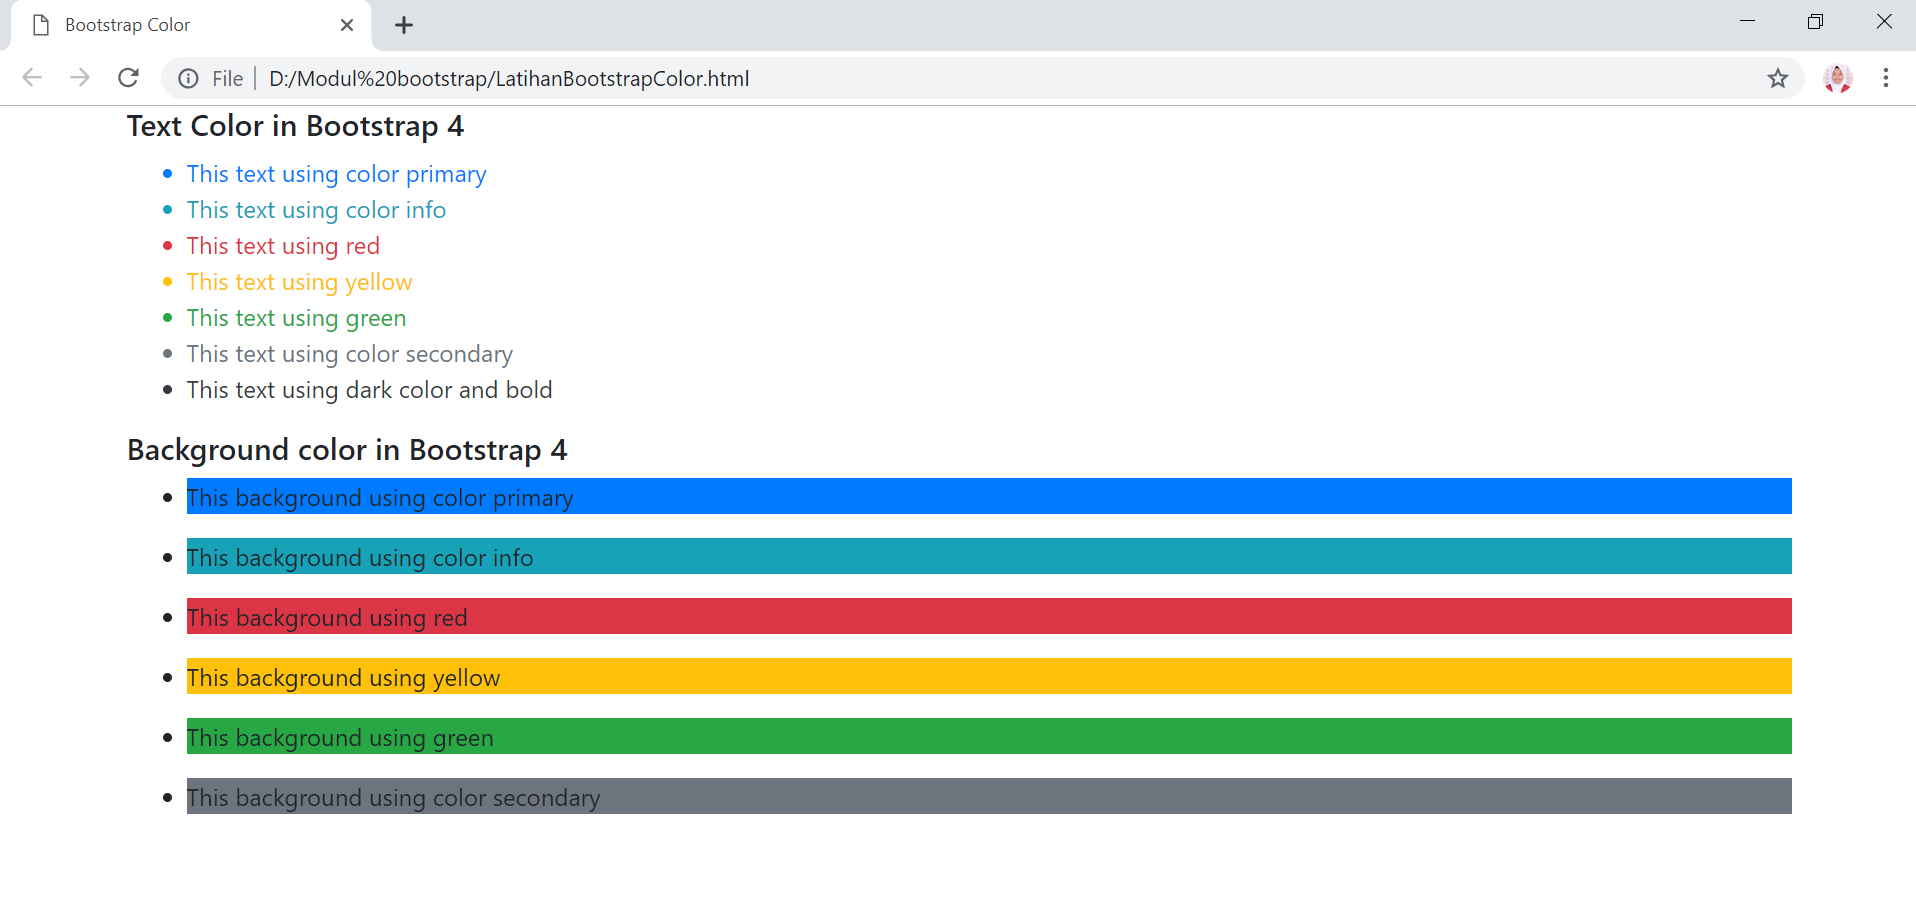 Bootstrap Color
File
D:/Modul%20bootstrap/LatihanBootstrapColor.html
Text Color in Bootstrap 4
This text using color primary
This text using color info
This text using red
This text using yellow
This text using green
This text using color secondary
This text using dark color and bold
Background color in Bootstrap 4
This background using color primary
This background using color info
This background using red
This background using yellow
This background using green
This background using color secondary